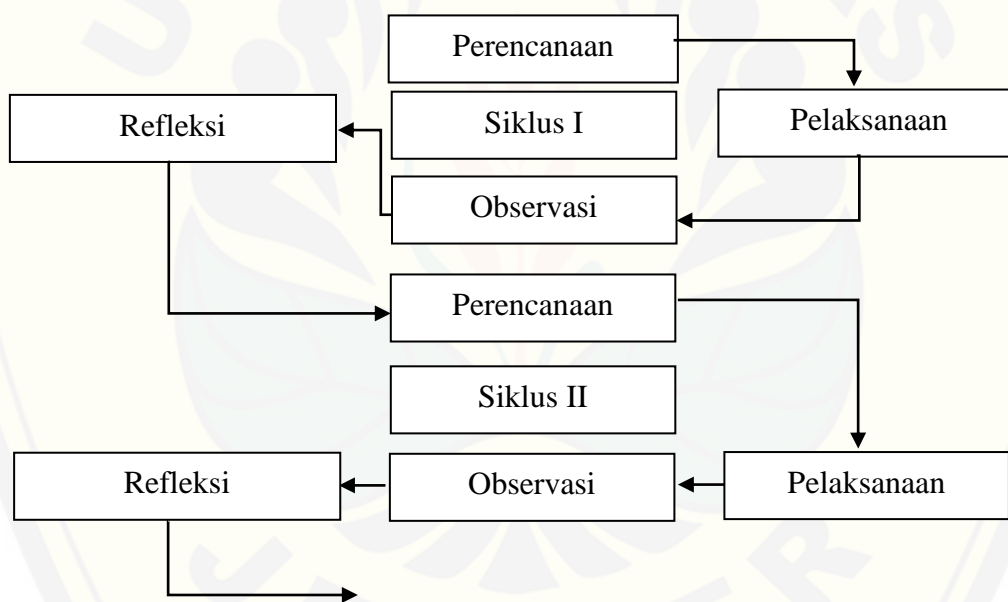 Perencanaan
Refleksi
Siklus I
Pelaksanaan
Observasi
Perencanaan
Siklus II
Refleksi
Observasi
Pelaksanaan